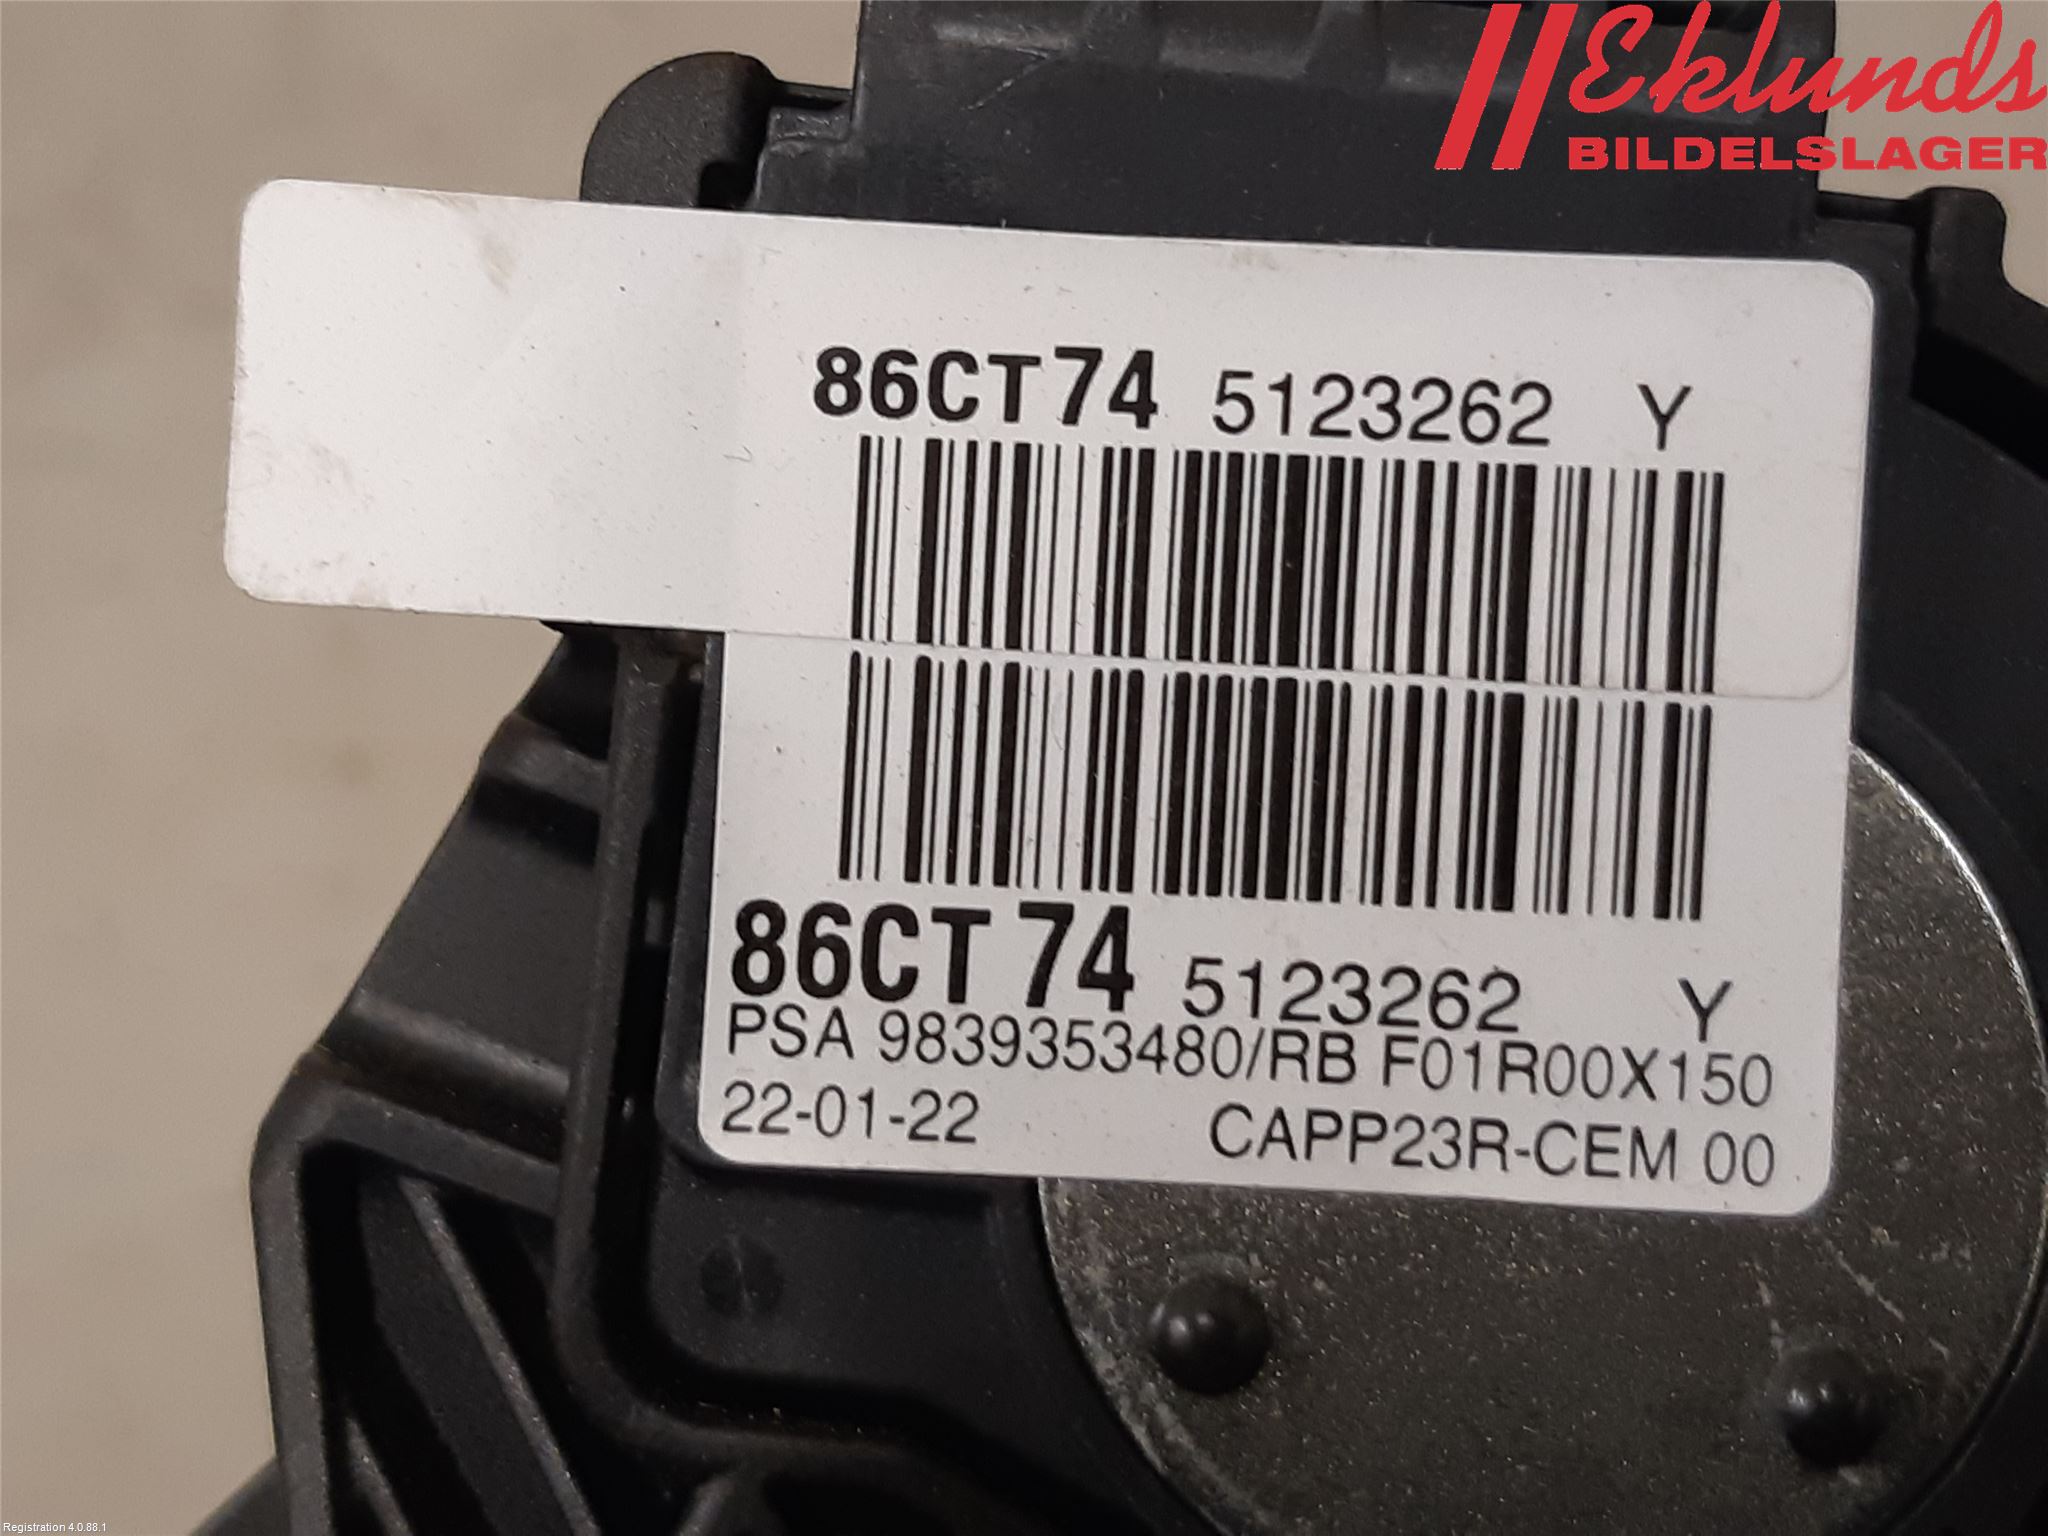 Eklunds
BILDELSLAGER
86CT74 5123262 Y
86CT74 5123262 Y
PSA 9839353480/RB F01R00X150
22-01-22 CAPP23R-CEM 00
Registration 4.0.88.1